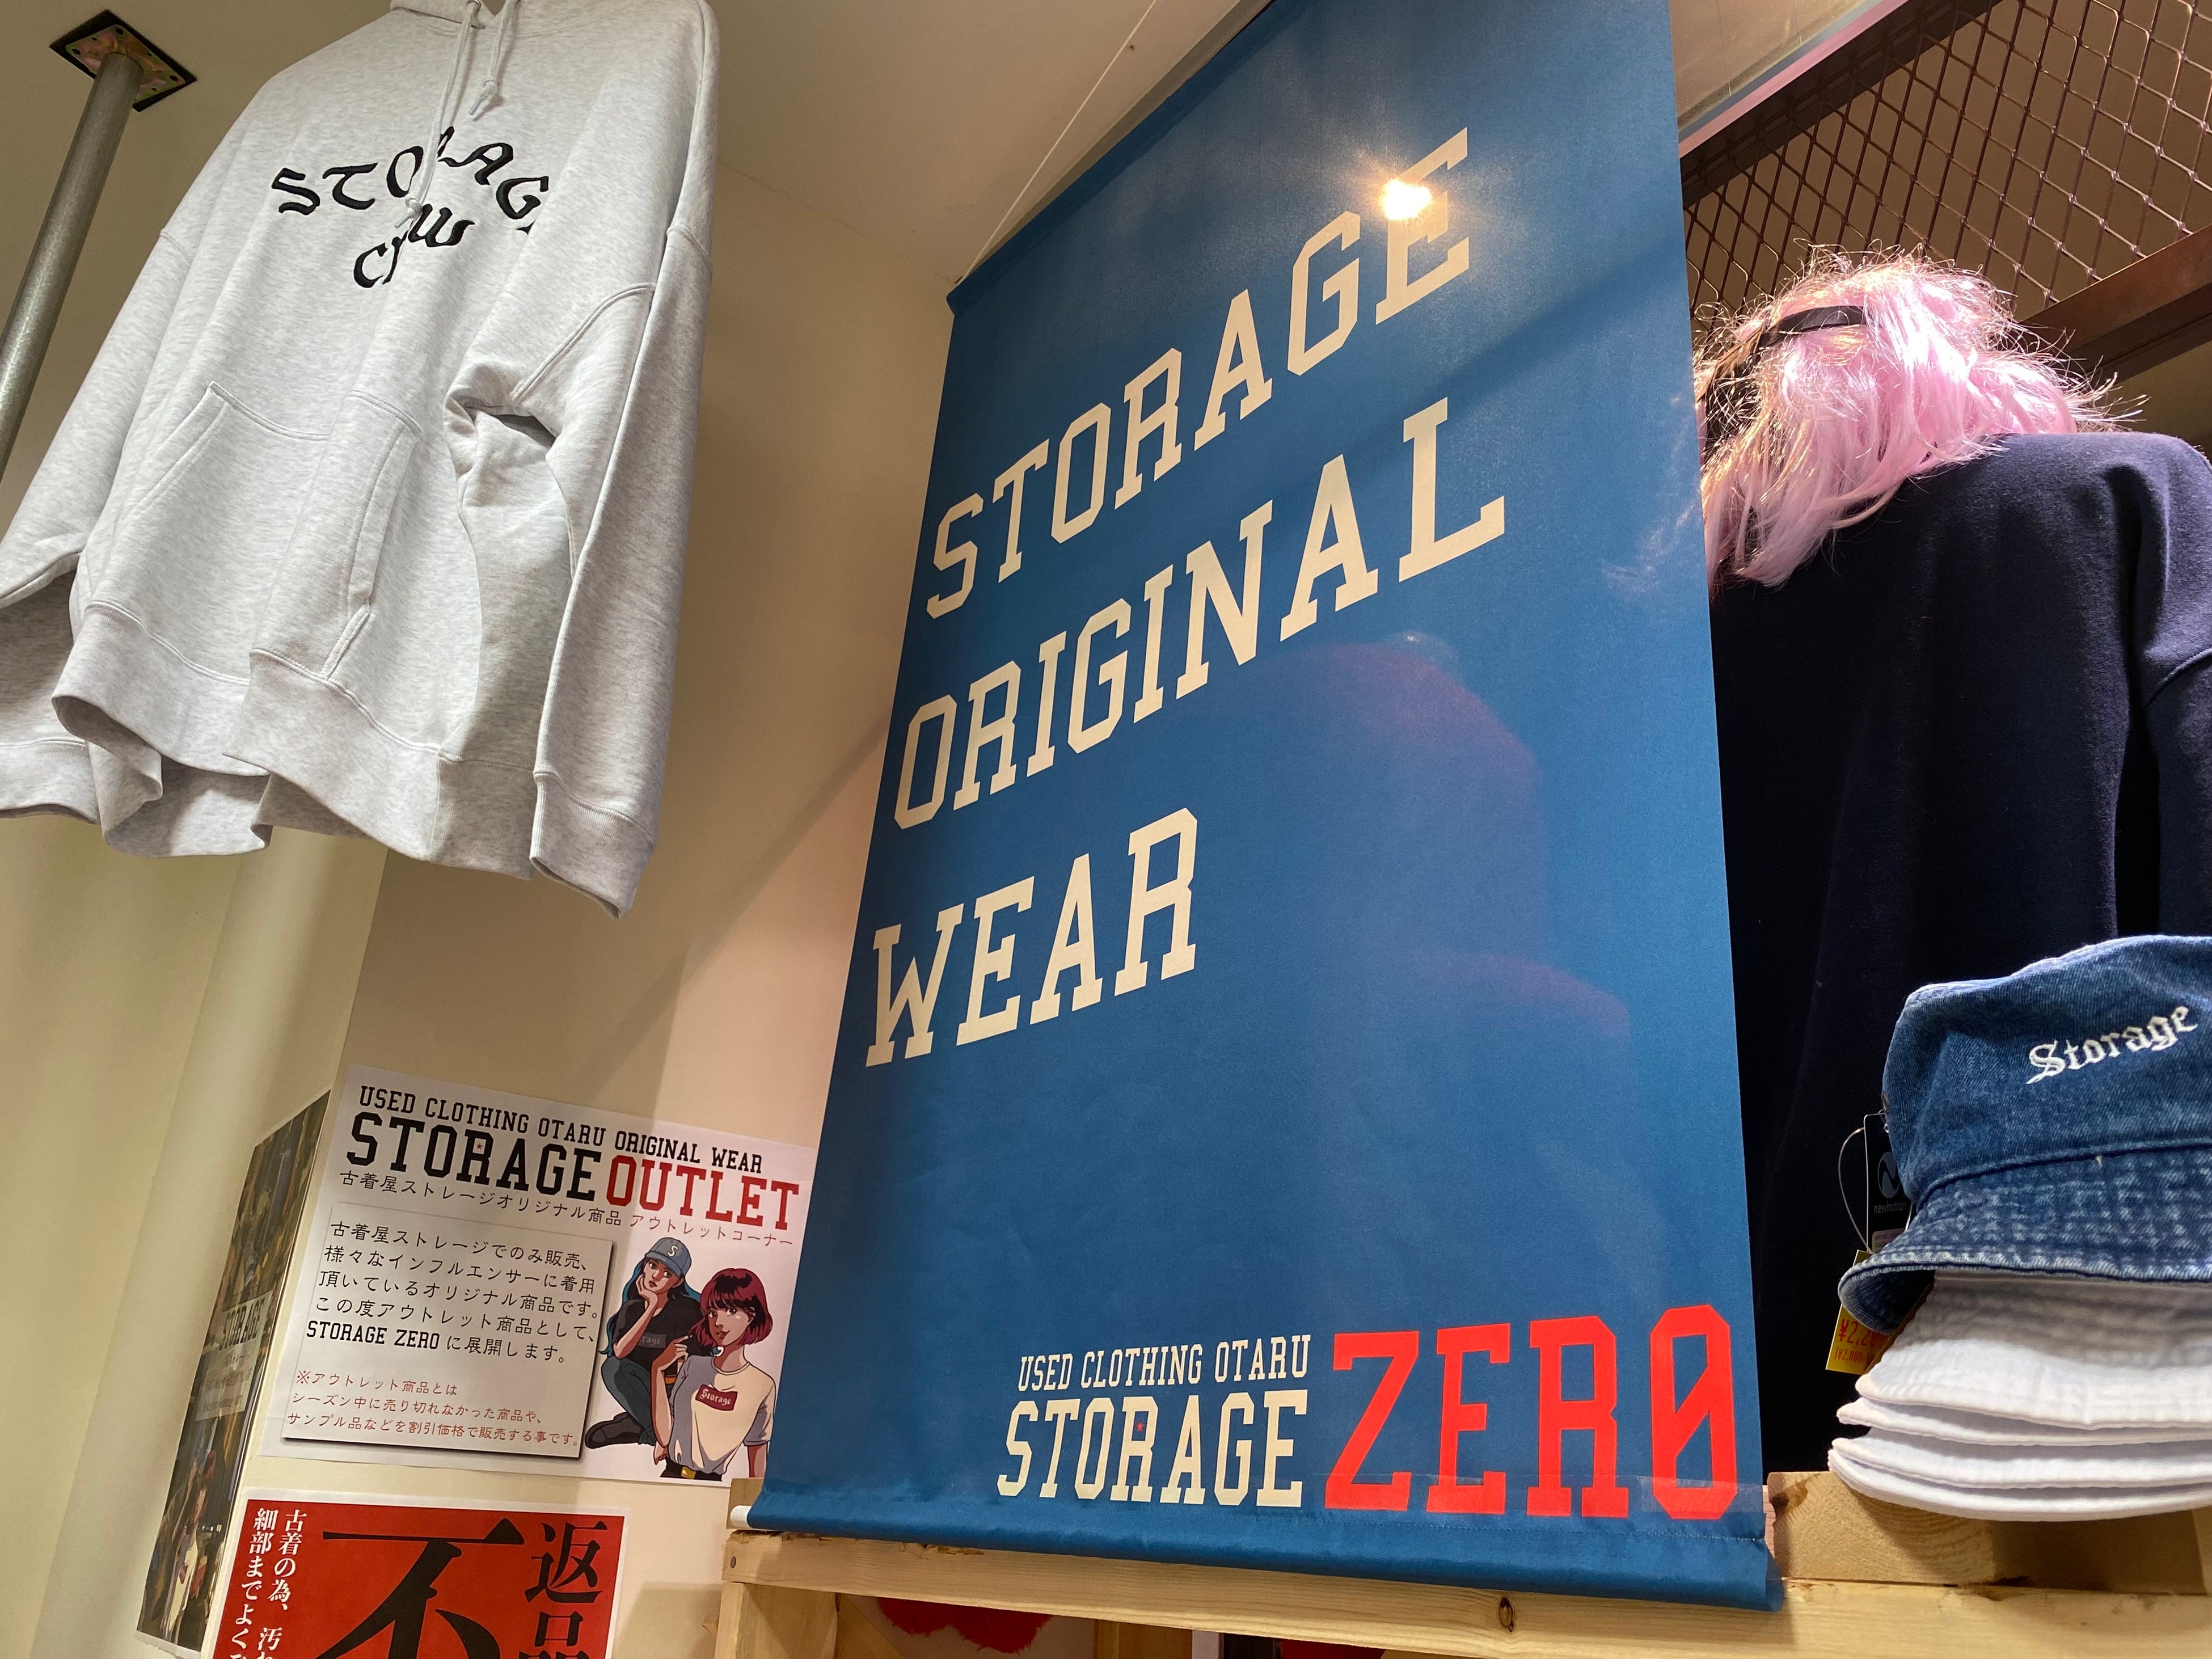 STORAGE
ORIGINAL
WEAR
USED CLOTHING OTARU
STORAGE ZERO
USED CLOTHING OTARU ORIGINAL WEAR
STORAGE OUTLET
古着屋ストレージオリジナル商品 アウトレットコーナー
古着屋ストレージでのみ販売、
様々なインフルエンサーに着用
頂いているオリジナル商品です。
この度アウトレット商品として、
STORAGE ZERO に展開します。
※アウトレット商品とは
シーズン中に売り切れなかった商品や、
サンプル品などを割引価格で販売する事です。
Storage
返品
不
古着の為、汚れ
細部までよく
Storage
STORAGE